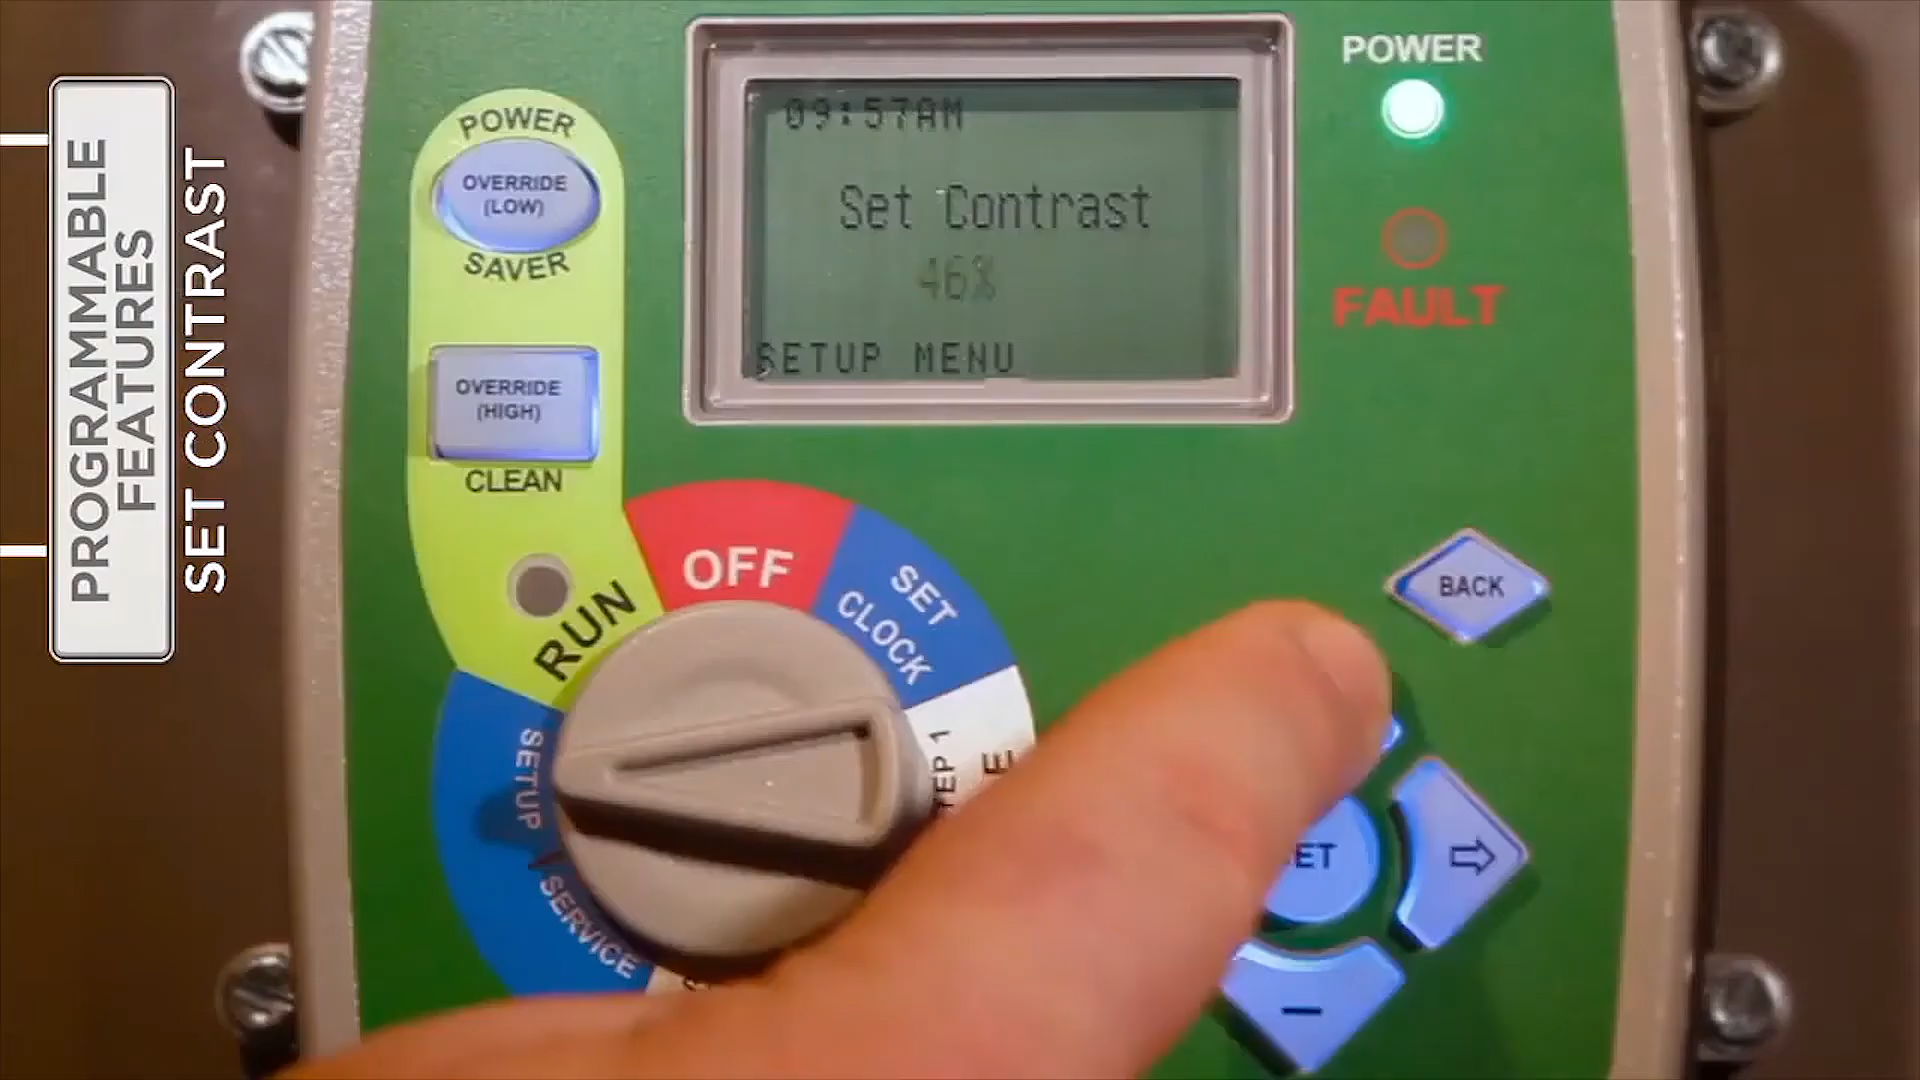 PROGRAMMABLE
FEATURES
SET CONTRAST
POWER
OVERRIDE
(LOW)
SAVER
OVERRIDE
(HIGH)
CLEAN
RUN
OFF
SET
CLOCK
SETUP
SERVICE
09:57AM
Set Contrast
46%
SETUP MENU
POWER
FAULT
BACK